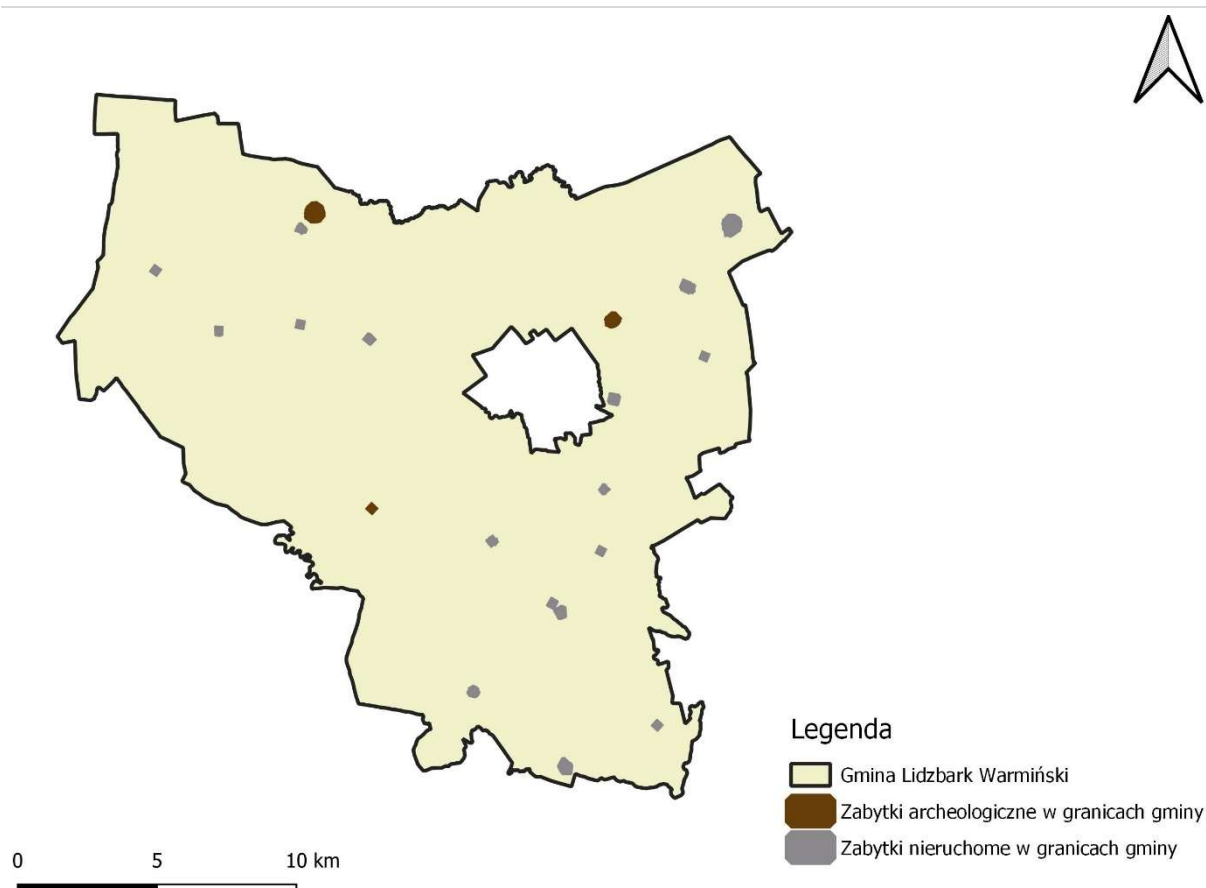 Legenda
Gmina Lidzbark Warmiński
Zabytki archeologiczne w granicach gminy
Zabytki nieruchome w granicach gminy
0 5 10 km